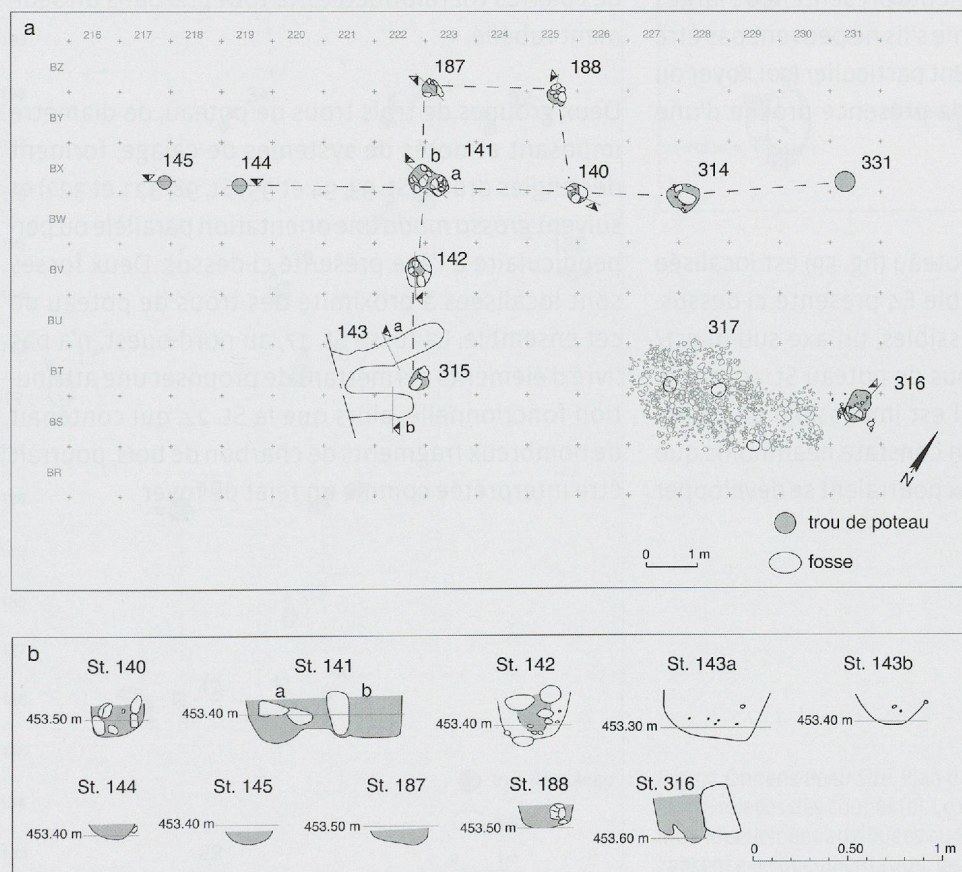 a
216 217 218 219 220 221 222 223 224 225 226 227 228 229 230 231
BZ
187 188
BY
145 144 b 141 a 140 314 331
BX
BW
BV
142
BU
143 a 317
BT
315 316
b
BS
BR
trou de poteau
0 1 m
fosse
N
b
St. 140 St. 141 St. 142 St. 143a St. 143b
a b
453.50 m 453.40 m 453.40 m 453.30 m 453.40 m
St. 144 St. 145 St. 187 St. 188 St. 316
453.40 m 453.40 m 453.50 m 453.50 m 453.60 m
0 0.50 1 m